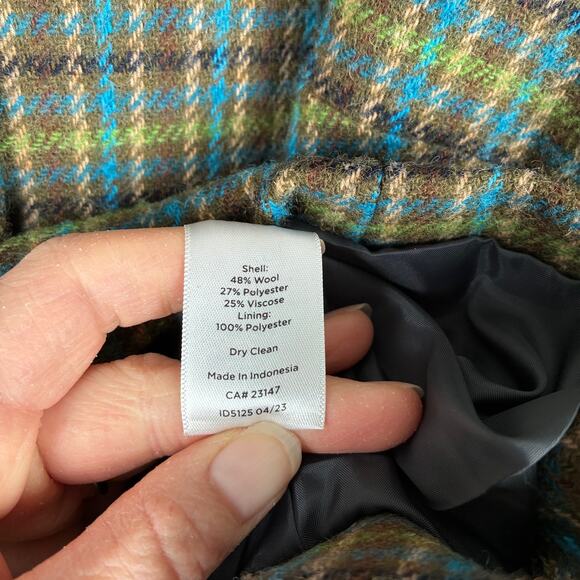 Shell:
48% Wool
27% Polyester
25% Viscose
Lining:
100% Polyester
Dry Clean
Made in Indonesia
CA# 23147
ID5125 04/23